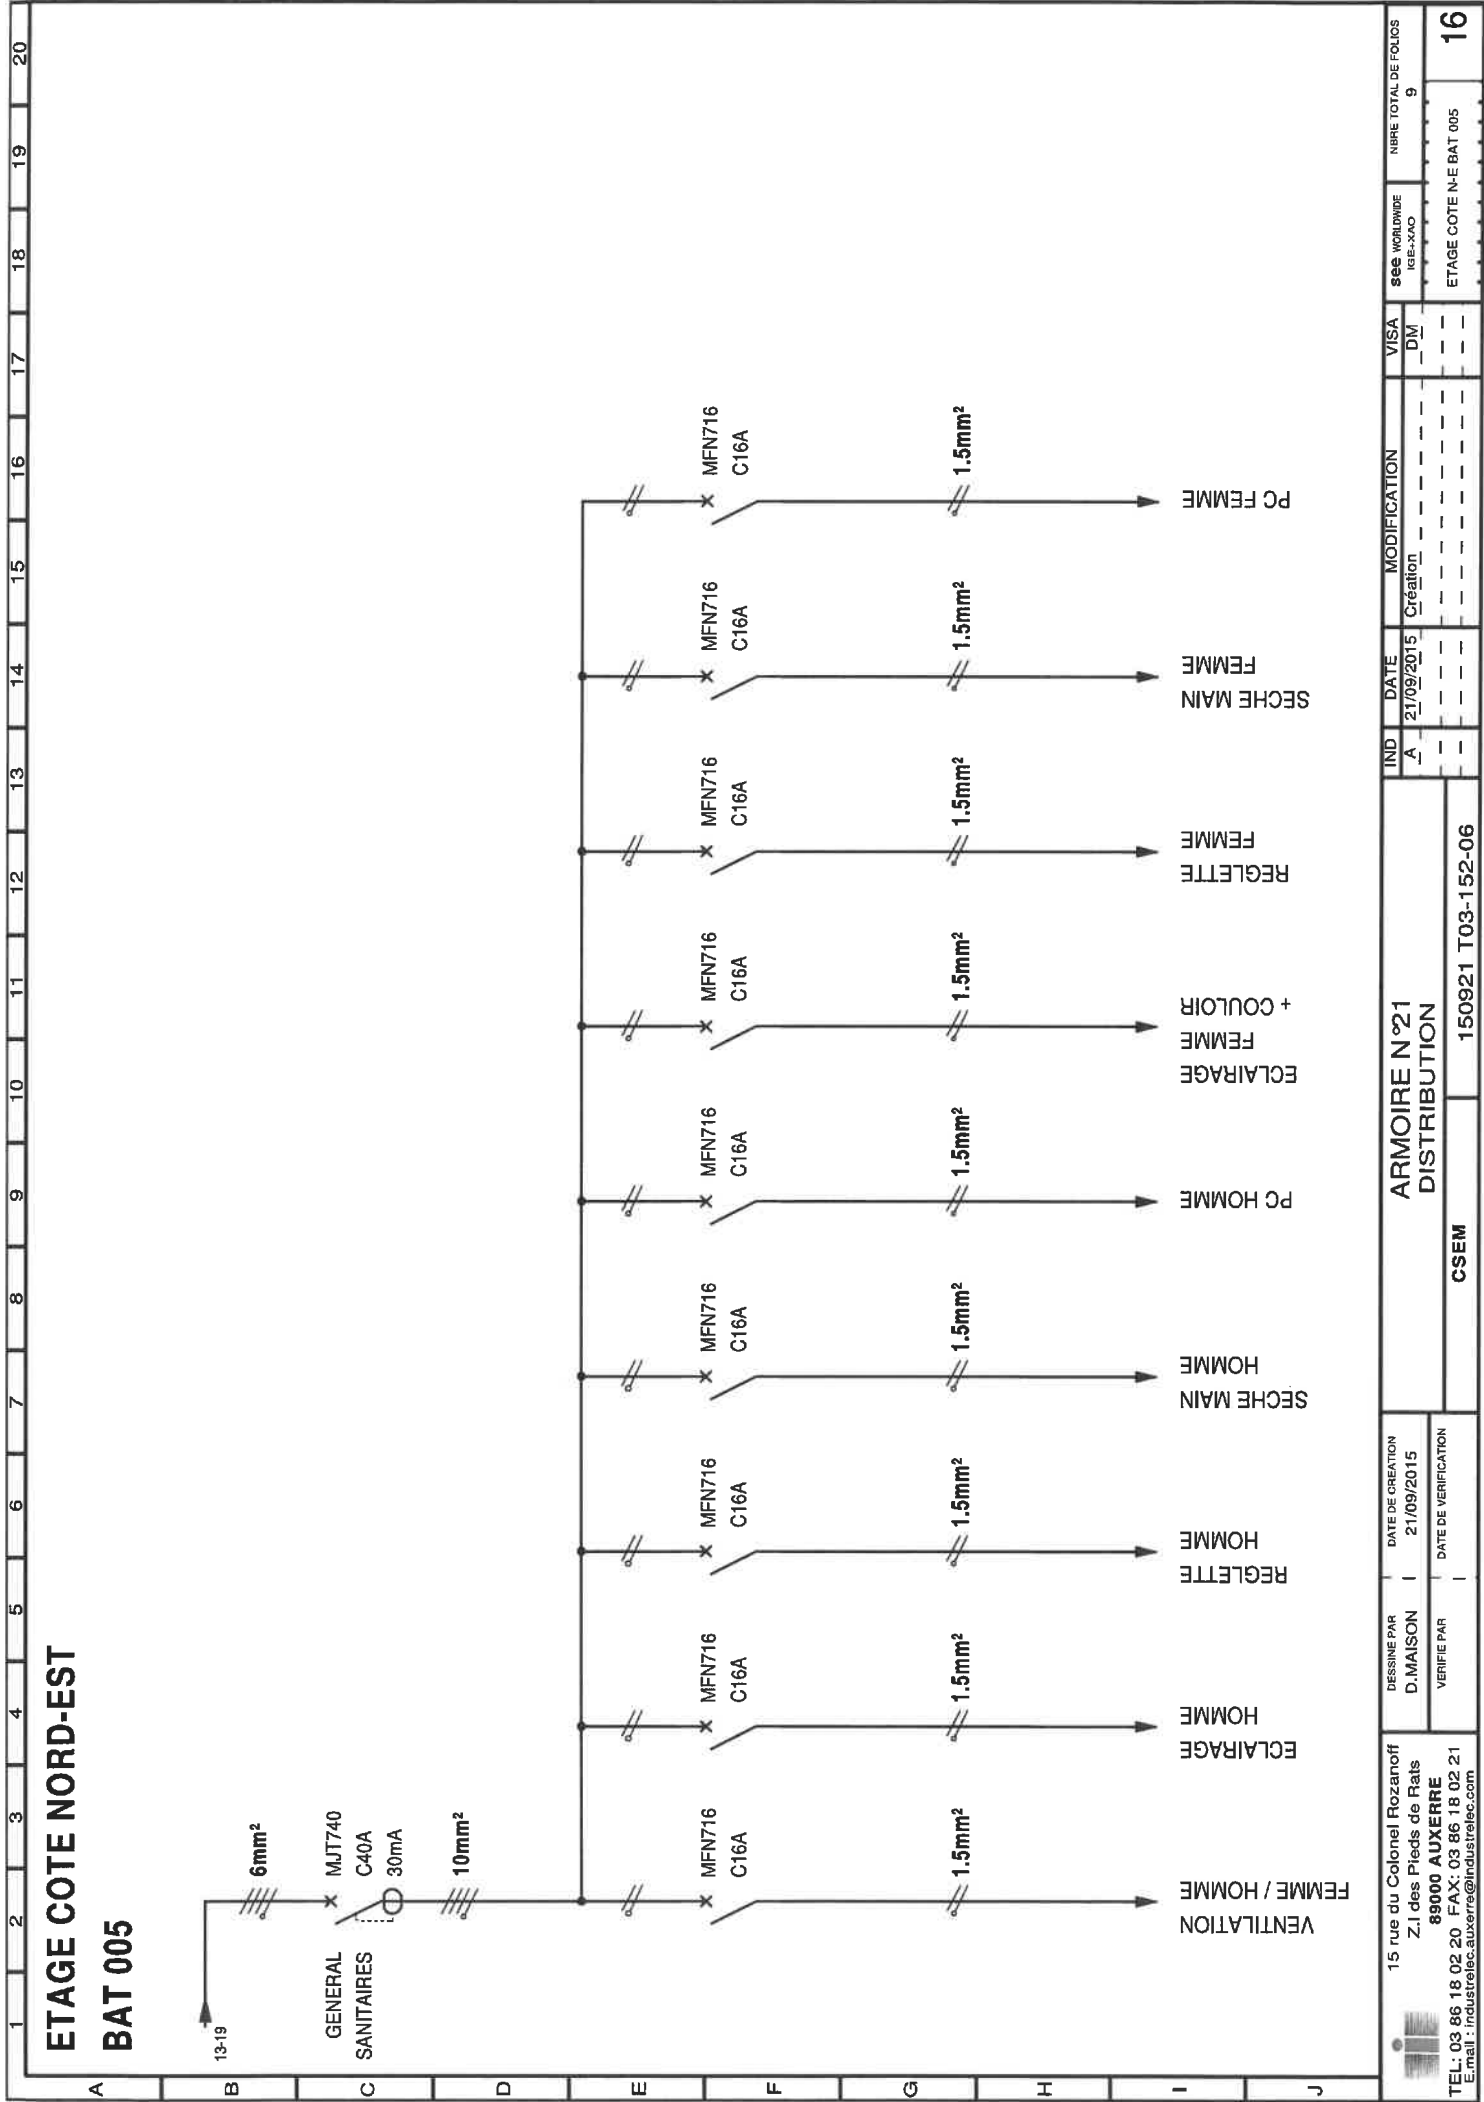 1 2 3 4 5 6 7 8 9 10 11 12 13 14 15 16 17 18 19 20
A
B
C
D
E
F
G
H
I
J
ETAGE COTE NORD-EST
BAT 005
13-19
6mm²
GENERAL
SANITAIRES
MJT740
C40A
30mA
10mm²
MFN716
C16A
1.5mm²
VENTILATION
FEMME / HOMME
MFN716
C16A
1.5mm²
ECLAIRAGE
HOMME
MFN716
C16A
1.5mm²
REGLETTE
HOMME
MFN716
C16A
1.5mm²
SECHE MAIN
HOMME
MFN716
C16A
1.5mm²
PC HOMME
MFN716
C16A
1.5mm²
ECLAIRAGE
FEMME
+ COULOIR
MFN716
C16A
1.5mm²
REGLETTE
FEMME
MFN716
C16A
1.5mm²
SECHE MAIN
FEMME
MFN716
C16A
1.5mm²
PC FEMME
15 rue du Colonel Rozanoff
Z.I des Pieds de Rats
89000 AUXERRE
TEL: 03 86 18 02 20 FAX: 03 86 18 02 21
E.mail : industrelec.auxerre@industrelec.com
DESSINE PAR
D.MAISON
DATE DE CREATION
21/09/2015
VERIFIE PAR
DATE DE VERIFICATION
ARMOIRE N°21
DISTRIBUTION
CSEM
150921 T03-152-06
IND DATE MODIFICATION VISA
A 21/09/2015 Création DM
see WORLDWIDE
IGE+XAO
NBRE TOTAL DE FOLIOS
9
ETAGE COTE N-E BAT 005
16